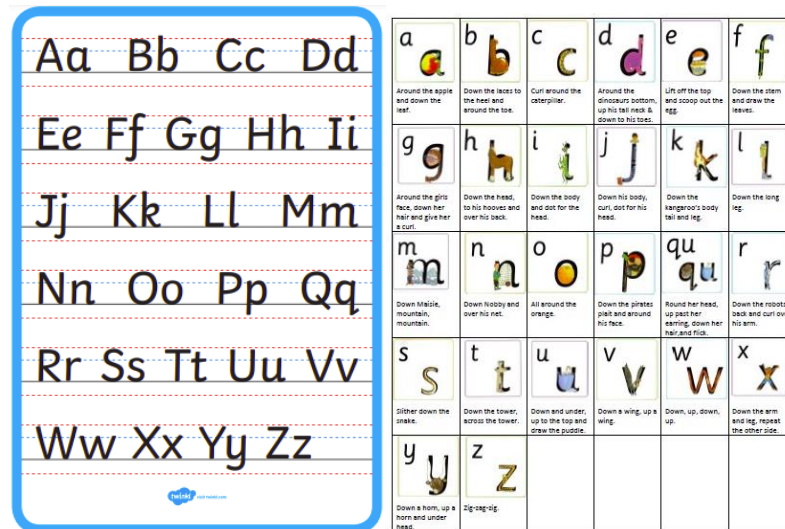 Aa Bb Cc Dd
Ee Ff Gg Hh Ii
Jj Kk Ll Mm
Nn Oo Pp Qq
Rr Ss Tt Uu Vv
Ww Xx Yy Zz
twinkl visit twinkl.com
a
a
Around the apple
and down the
leaf.
b
b
Down the laces to
the heel and
around the toe.
c
c
Curl around the
caterpillar.
d
d
Around the
dinosaurs bottom,
up his tall neck &
down to his toes.
e
e
Lift off the top
and scoop out the
egg.
f
f
Down the stem
and draw the
leaves.
g
g
Around the girls
face, down her
hair and give her
a curl.
h
h
Down the head,
to his hooves and
over his back.
i
i
Down the body
and dot for the
head.
j
j
Down his body,
curl, dot for his
head.
k
k
Down the
kangaroo's body
tail and leg.
l
l
Down the long
leg.
m
m
Down Maisie,
mountain,
mountain.
n
n
Down Nobby and
over his net.
o
o
All around the
orange.
p
p
Down the pirates
plait and around
his face.
qu
qu
Round her head,
up past her
earring, down her
hair,and flick.
r
r
Down the robots
back and curl over
his arm.
s
s
Slither down the
snake.
t
t
Down the tower,
across the tower.
u
u
Down and under,
up to the top and
draw the puddle.
v
v
Down a wing, up a
wing.
w
w
Down, up, down,
up.
x
x
Down the arm
and leg, repeat
the other side.
y
y
Down a horn, up a
horn and under
head.
z
z
Zig-zag-zig.